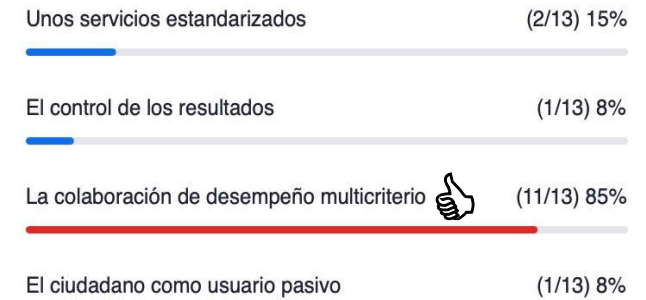 Unos servicios estandarizados (2/13) 15%
El control de los resultados (1/13) 8%
La colaboración de desempeño multicriterio (11/13) 85%
El ciudadano como usuario pasivo (1/13) 8%